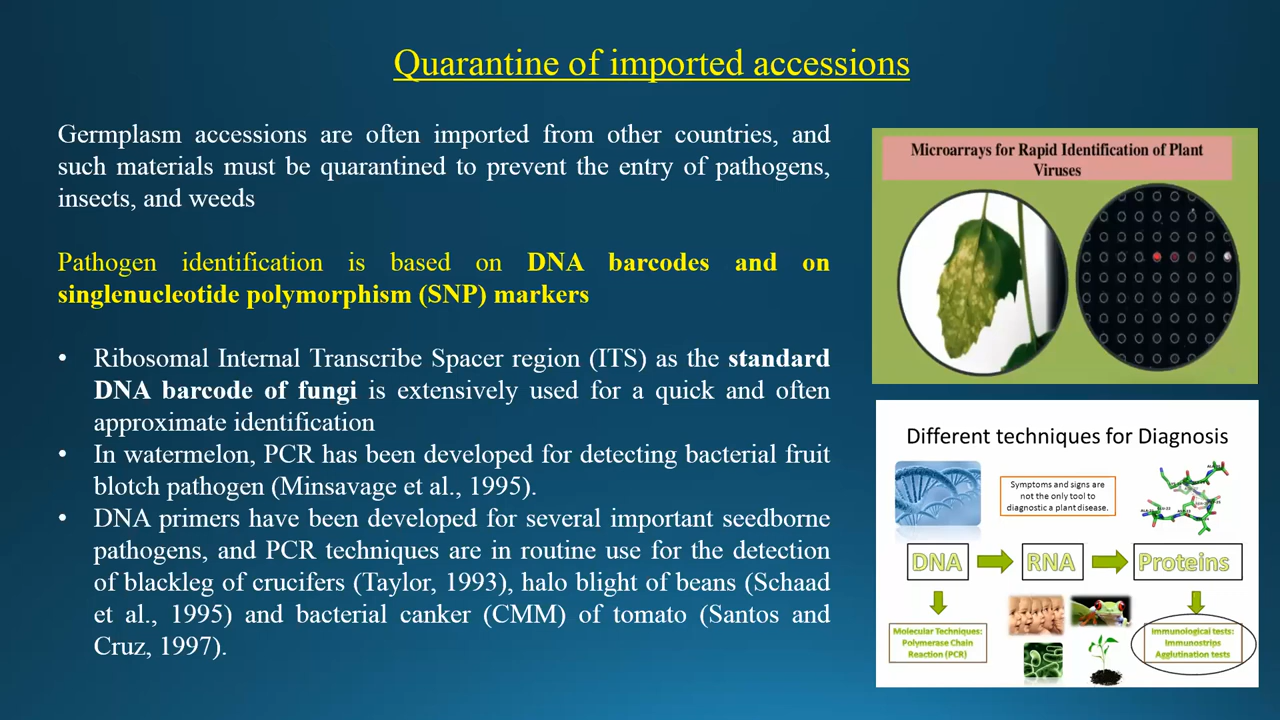 Quarantine of imported accessions
Germplasm accessions are often imported from other countries, and
such materials must be quarantined to prevent the entry of pathogens,
insects, and weeds
Pathogen identification is based on DNA barcodes and on
singlenucleotide polymorphism (SNP) markers
• Ribosomal Internal Transcribe Spacer region (ITS) as the standard
DNA barcode of fungi is extensively used for a quick and often
approximate identification
• In watermelon, PCR has been developed for detecting bacterial fruit
blotch pathogen (Minsavage et al., 1995).
• DNA primers have been developed for several important seedborne
pathogens, and PCR techniques are in routine use for the detection
of blackleg of crucifers (Taylor, 1993), halo blight of beans (Schaad
et al., 1995) and bacterial canker (CMM) of tomato (Santos and
Cruz, 1997).
Microarrays for Rapid Identification of Plant
Viruses
Different techniques for Diagnosis
Symptoms and signs are
not the only tool to
diagnostic a plant disease.
DNA
RNA
Proteins
Molecular Techniques:
Polymerase Chain
Reaction (PCR)
Immunological tests:
Immunostrips
Agglutination tests